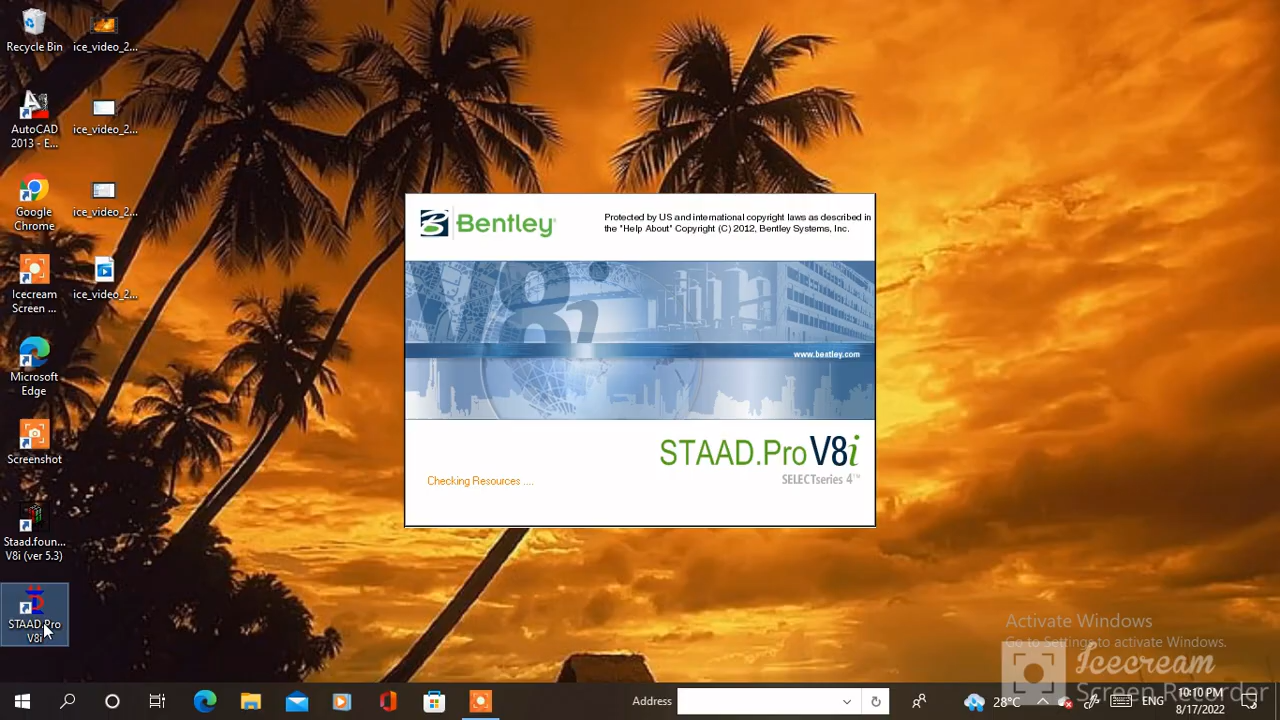 Recycle Bin
ice_video_2...
AutoCAD
2013 - E...
ice_video_2...
Google
Chrome
ice_video_2...
Icecream
Screen ...
ice_video_2...
Microsoft
Edge
Screenshot
Staad.foun...
V8i (ver 5.3)
STAAD.Pro
V8i
Bentley
Protected by US and international copyright laws as described in
the "Help About" Copyright (C) 2012, Bentley Systems, Inc.
V8i
www.bentley.com
STAAD.Pro V8i
SELECTseries 4™
Checking Resources ....
Activate Windows
Go to Settings to activate Windows.
Icecream
Screen Recorder
Address
28°C
ENG
10:10 PM
8/17/2022